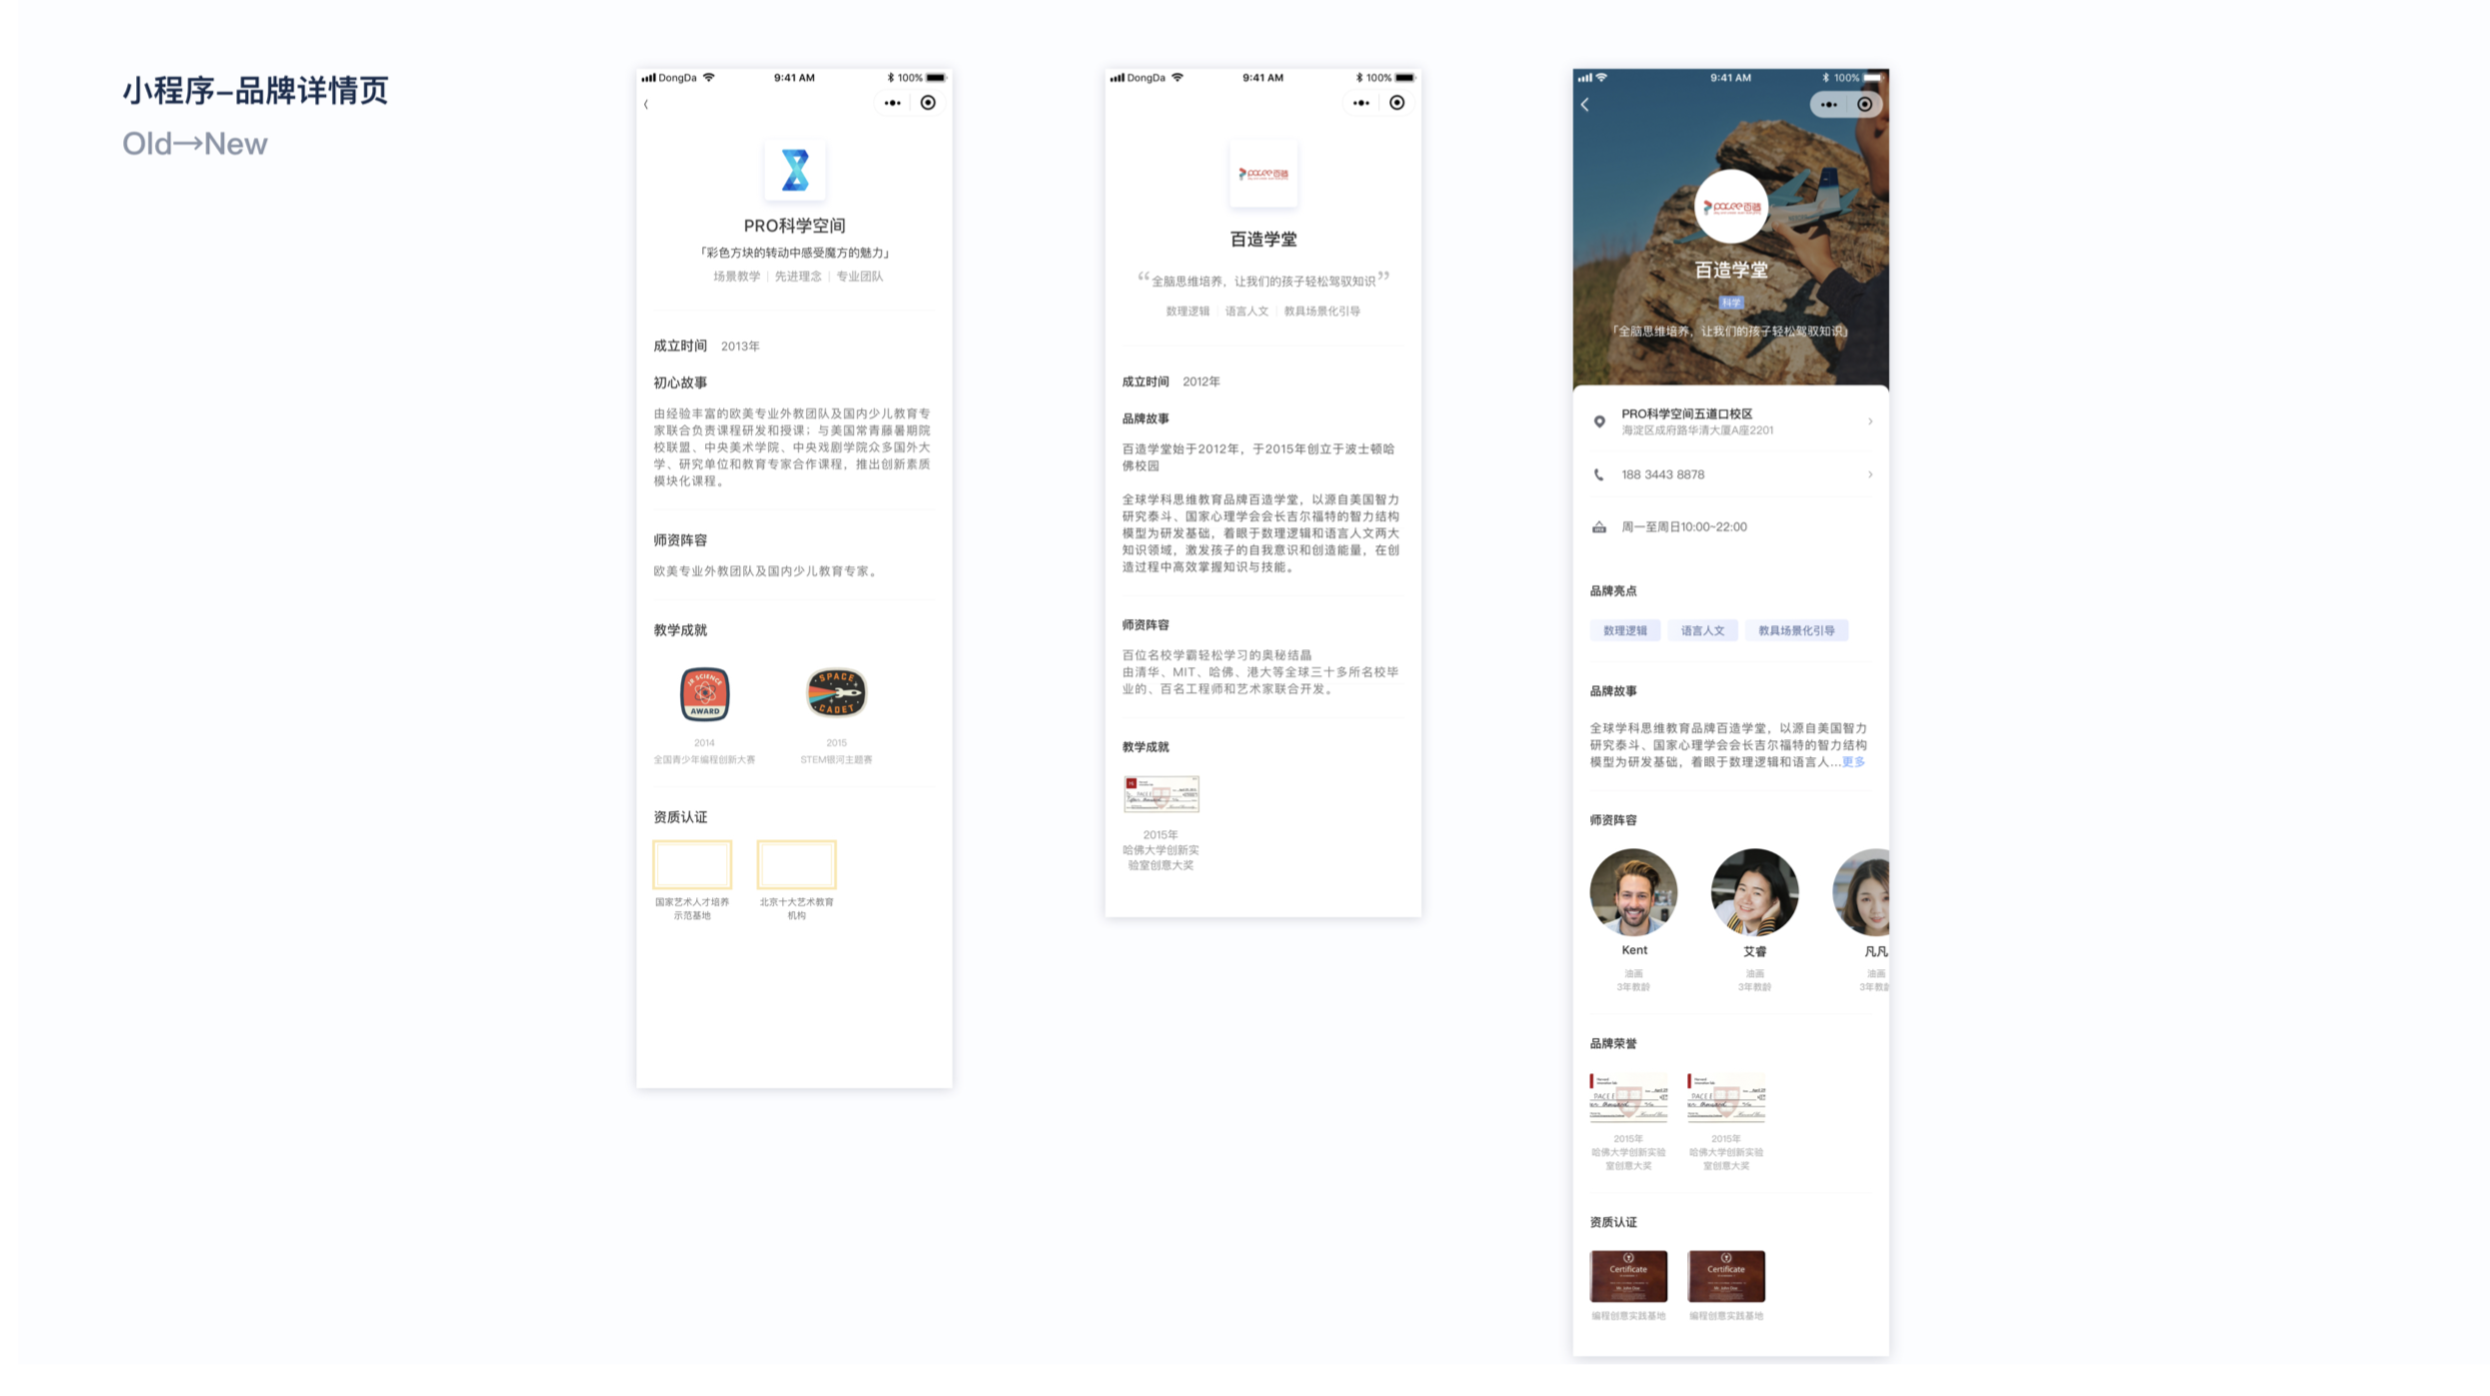 小程序–品牌详情页
Old→New
DongDa
9:41 AM
100%
PRO科学空间
「彩色方块的转动中感受魔方的魅力」
场景教学 | 先进理念 | 专业团队
成立时间 2013年
初心故事
由经验丰富的欧美专业外教团队及国内少儿教育专
家联合负责课程研发和授课；与美国常青藤暑期院
校联盟、中央美术学院、中央戏剧学院众多国外大
学、研究单位和教育专家合作课程，推出创新素质
模块化课程。
师资阵容
欧美专业外教团队及国内少儿教育专家。
教学成就
JR SCIENCE
AWARD
SPACE
CADET
2014
全国青少年编程创新大赛
2015
STEM银河主题赛
资质认证
国家艺术人才培养
示范基地
北京十大艺术教育
机构
DongDa
9:41 AM
100%
百造
百造学堂
“全脑思维培养，让我们的孩子轻松驾驭知识”
数理逻辑 | 语言人文 | 教具场景化引导
成立时间 2012年
品牌故事
百造学堂始于2012年，于2015年创立于波士顿哈
佛校园
全球学科思维教育品牌百造学堂，以源自美国智力
研究泰斗、国家心理学会会长吉尔福特的智力结构
模型为研发基础，着眼于数理逻辑和语言人文两大
知识领域，激发孩子的自我意识和创造能量，在创
造过程中高效掌握知识与技能。
师资阵容
百位名校学霸轻松学习的奥秘结晶
由清华、MIT、哈佛、港大等全球三十多所名校毕
业的、百名工程师和艺术家联合开发。
教学成就
2015年
哈佛大学创新实
验室创意大奖
9:41 AM
100%
百造
百造学堂
科学
「全脑思维培养，让我们的孩子轻松驾驭知识」
PRO科学空间五道口校区
海淀区成府路华清大厦A座2201
188 3443 8878
周一至周日10:00~22:00
品牌亮点
数理逻辑
语言人文
教具场景化引导
品牌故事
全球学科思维教育品牌百造学堂，以源自美国智力
研究泰斗、国家心理学会会长吉尔福特的智力结构
模型为研发基础，着眼于数理逻辑和语言人...更多
师资阵容
Kent
油画
3年教龄
艾睿
油画
3年教龄
凡凡
油画
3年教龄
品牌荣誉
2015年
哈佛大学创新实验
室创意大奖
2015年
哈佛大学创新实验
室创意大奖
资质认证
Certificate
Certificate
编程创意实践基地
编程创意实践基地